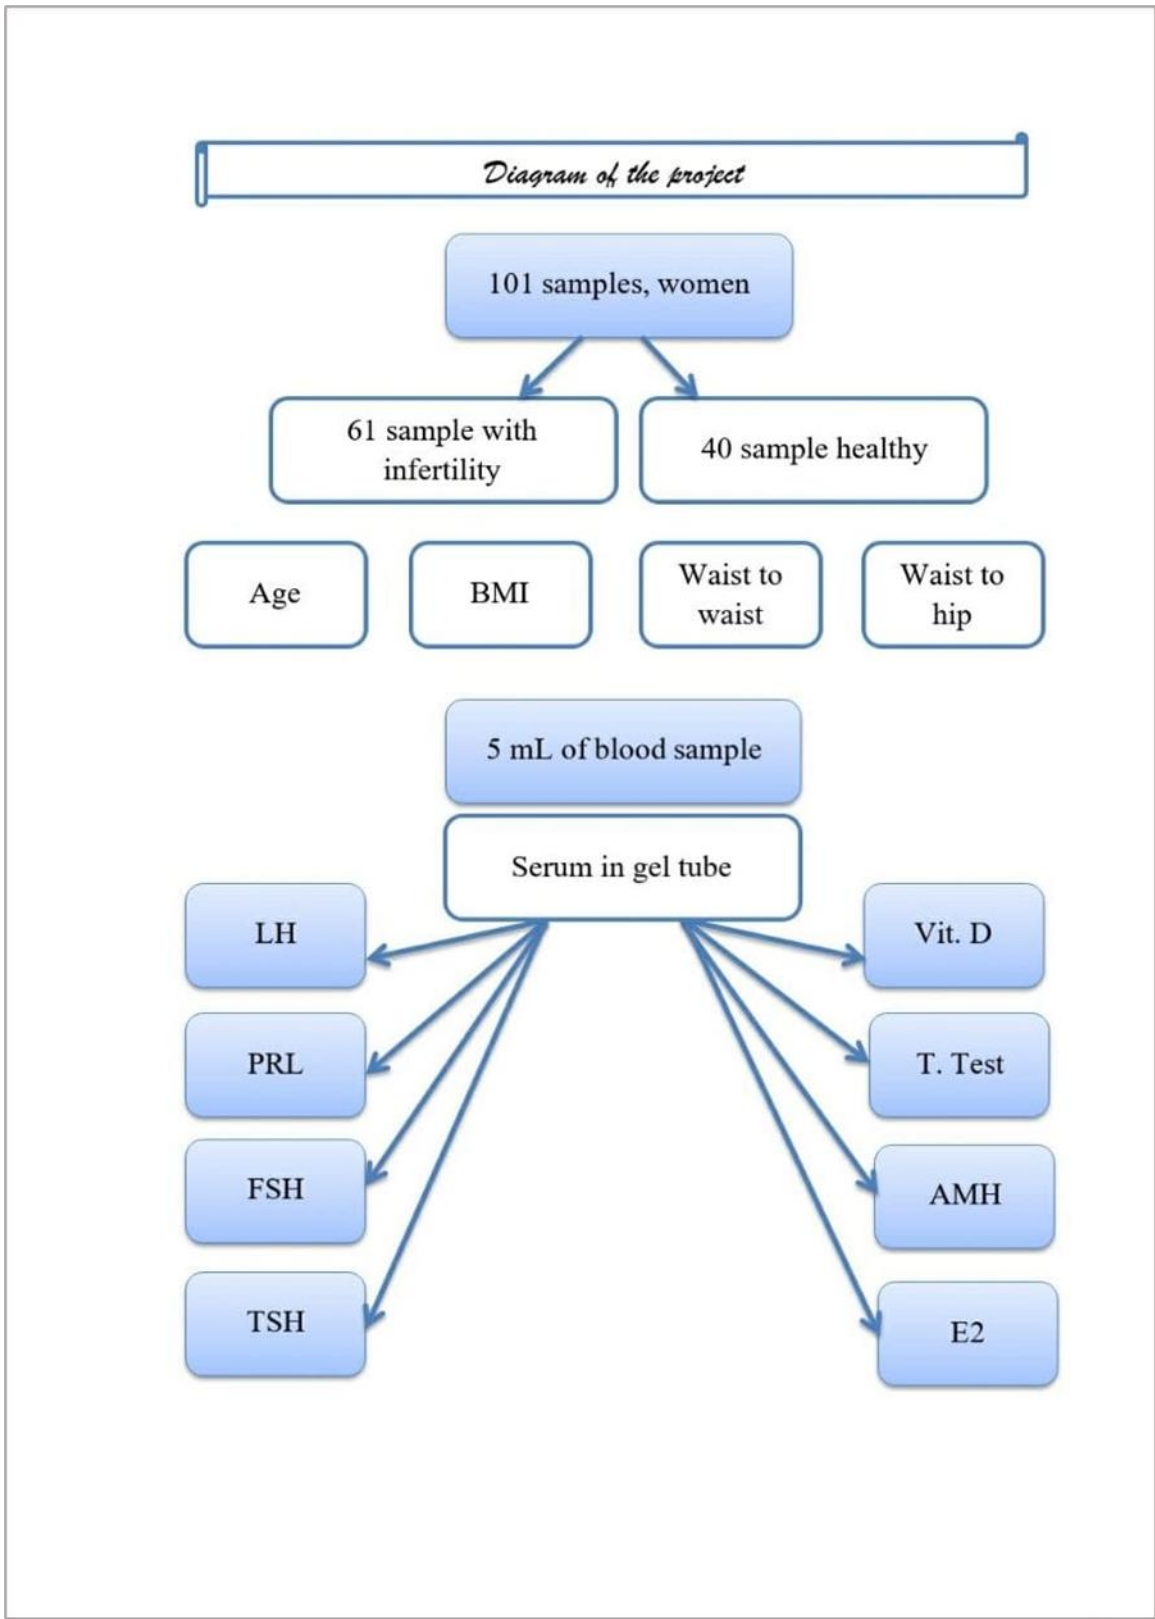 Diagram of the project
101 samples, women
61 sample with
infertility
40 sample healthy
Age
BMI
Waist to
waist
Waist to
hip
5 mL of blood sample
Serum in gel tube
LH
Vit. D
PRL
T. Test
FSH
AMH
TSH
E2